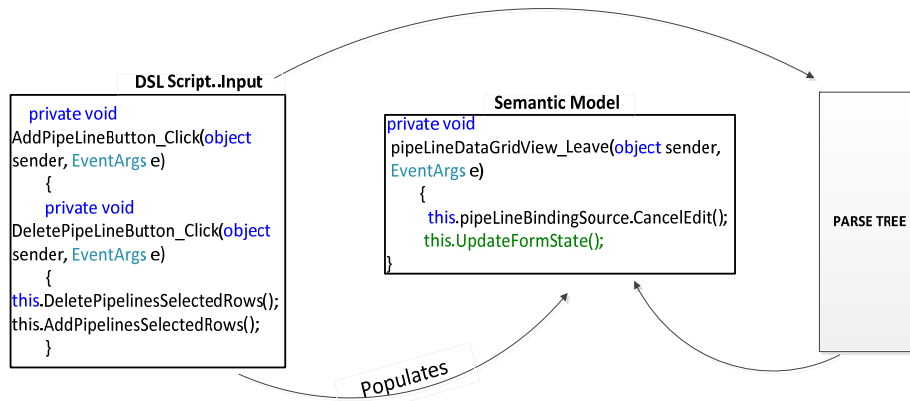 DSL Script..Input
private void
AddPipeLineButton_Click(object
sender, EventArgs e)
{
private void
DeletePipeLineButton_Click(object
sender, EventArgs e)
{
this.DeletePipelinesSelectedRows();
this.AddPipelinesSelectedRows();
}
Semantic Model
private void
pipeLineDataGridView_Leave(object sender,
EventArgs e)
{
this.pipeLineBindingSource.CancelEdit();
this.UpdateFormState();
}
PARSE TREE
Populates